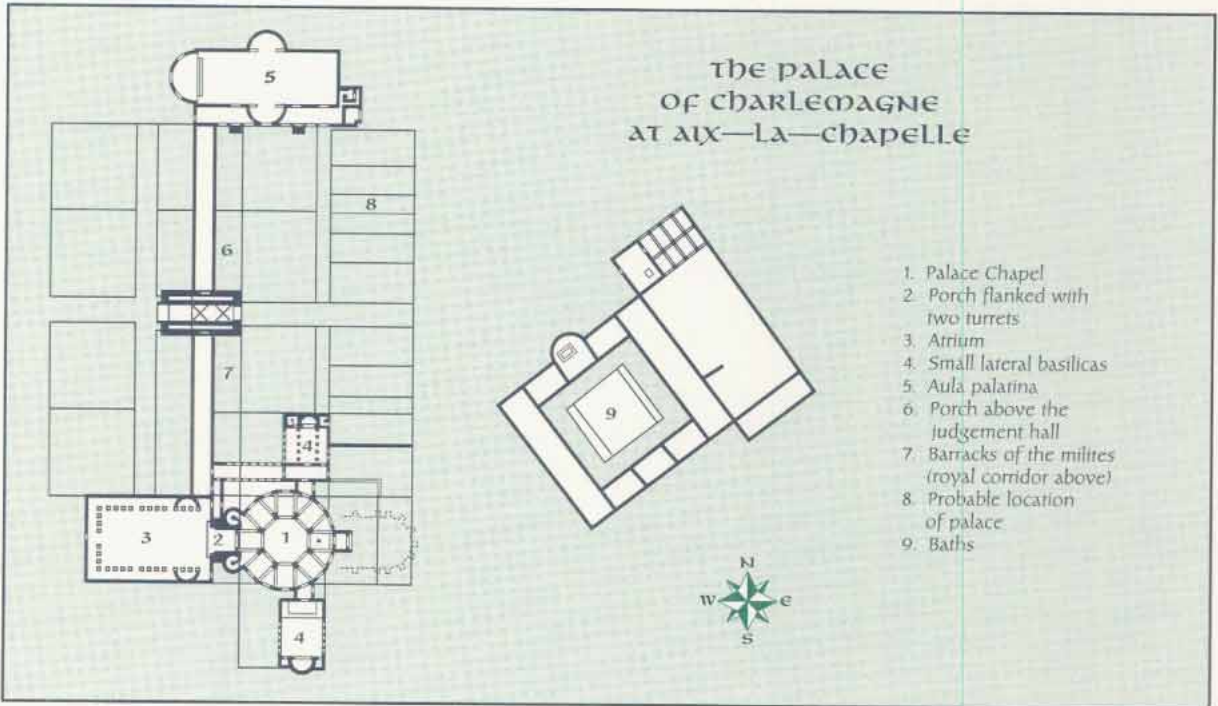 THE PALACE
OF CHARLEMAGNE
AT AIX—LA—CHAPELLE
5
8
6
7
4
3
2
1
4
9
1. Palace Chapel
2. Porch flanked with
two turrets
3. Atrium
4. Small lateral basilicas
5. Aula palatina
6. Porch above the
judgement hall
7. Barracks of the milites
(royal corridor above)
8. Probable location
of palace
9. Baths
N
W E
S